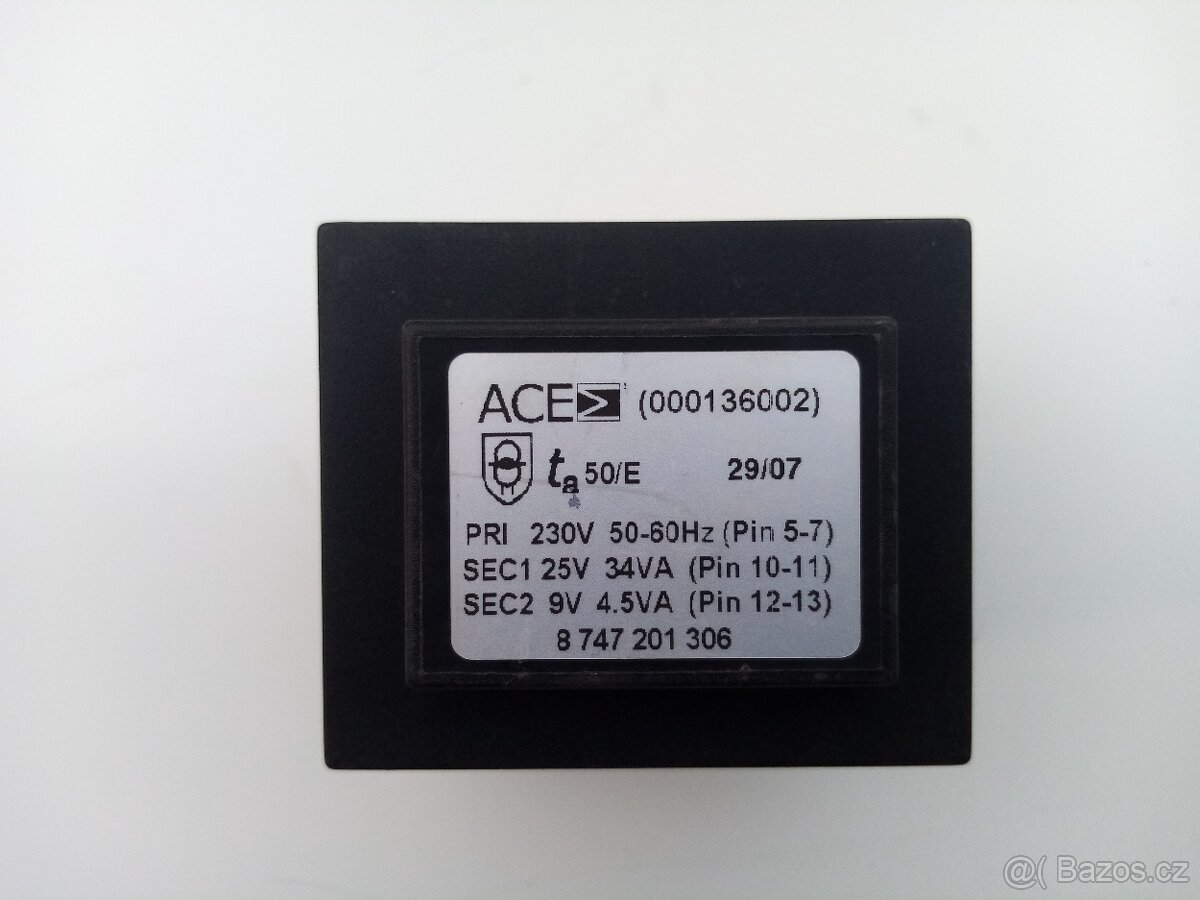 ACE (000136002)
ta 50/E 29/07
PRI 230V 50-60Hz (Pin 5-7)
SEC1 25V 34VA (Pin 10-11)
SEC2 9V 4.5VA (Pin 12-13)
8 747 201 306
@( Bazos.cz